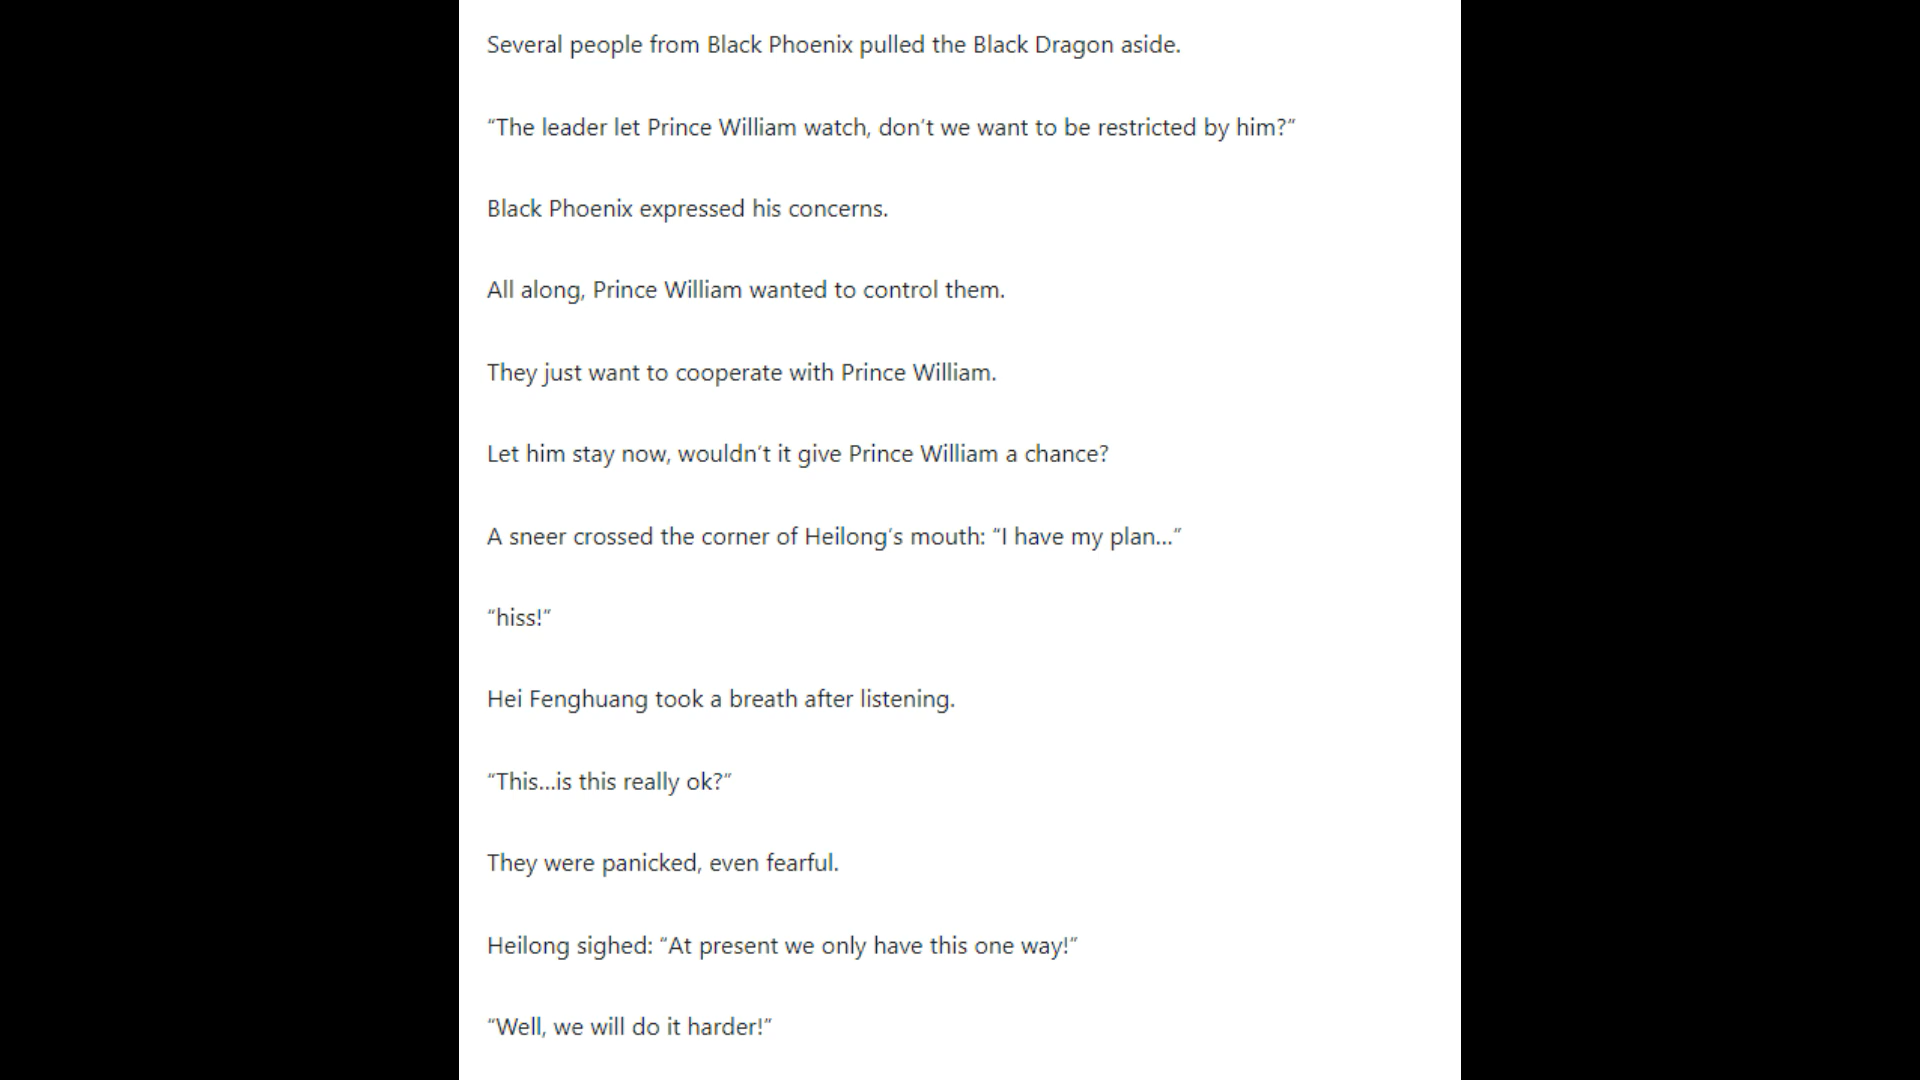 Several people from Black Phoenix pulled the Black Dragon aside.
“The leader let Prince William watch, don’t we want to be restricted by him?”
Black Phoenix expressed his concerns.
All along, Prince William wanted to control them.
They just want to cooperate with Prince William.
Let him stay now, wouldn’t it give Prince William a chance?
A sneer crossed the corner of Heilong’s mouth: “I have my plan…”
“hiss!”
Hei Fenghuang took a breath after listening.
“This…is this really ok?”
They were panicked, even fearful.
Heilong sighed: “At present we only have this one way!”
“Well, we will do it harder!”